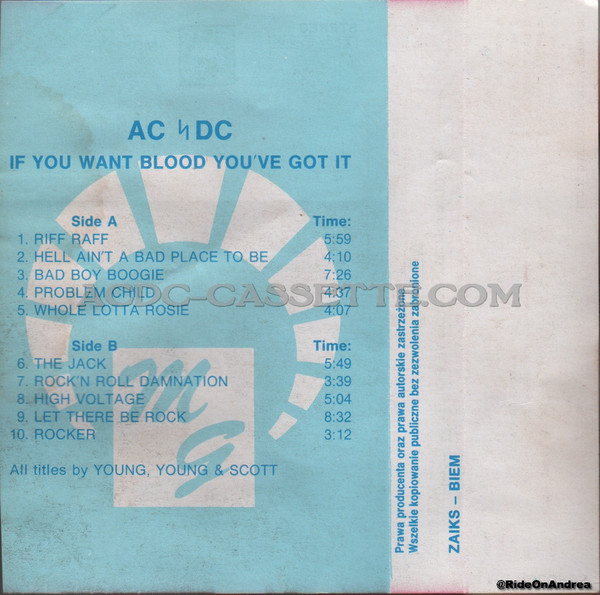 AC ϟ DC
IF YOU WANT BLOOD YOU'VE GOT IT
Side A Time:
1. RIFF RAFF 5:59
2. HELL AIN'T A BAD PLACE TO BE 4:10
3. BAD BOY BOOGIE 7:26
4. PROBLEM CHILD 4:37
5. WHOLE LOTTA ROSIE 4:07
ACDC-CASSETTE.COM
Side B Time:
6. THE JACK 5:49
7. ROCK'N ROLL DAMNATION 3:39
8. HIGH VOLTAGE 5:04
9. LET THERE BE ROCK 8:32
10. ROCKER 3:12
MG
All titles by YOUNG, YOUNG & SCOTT
Prawa producenta oraz prawa autorskie zastrzeżone
Wszelkie kopiowanie publiczne bez zezwolenia zabronione
ZAIKS – BIEM
@RideOnAndrea